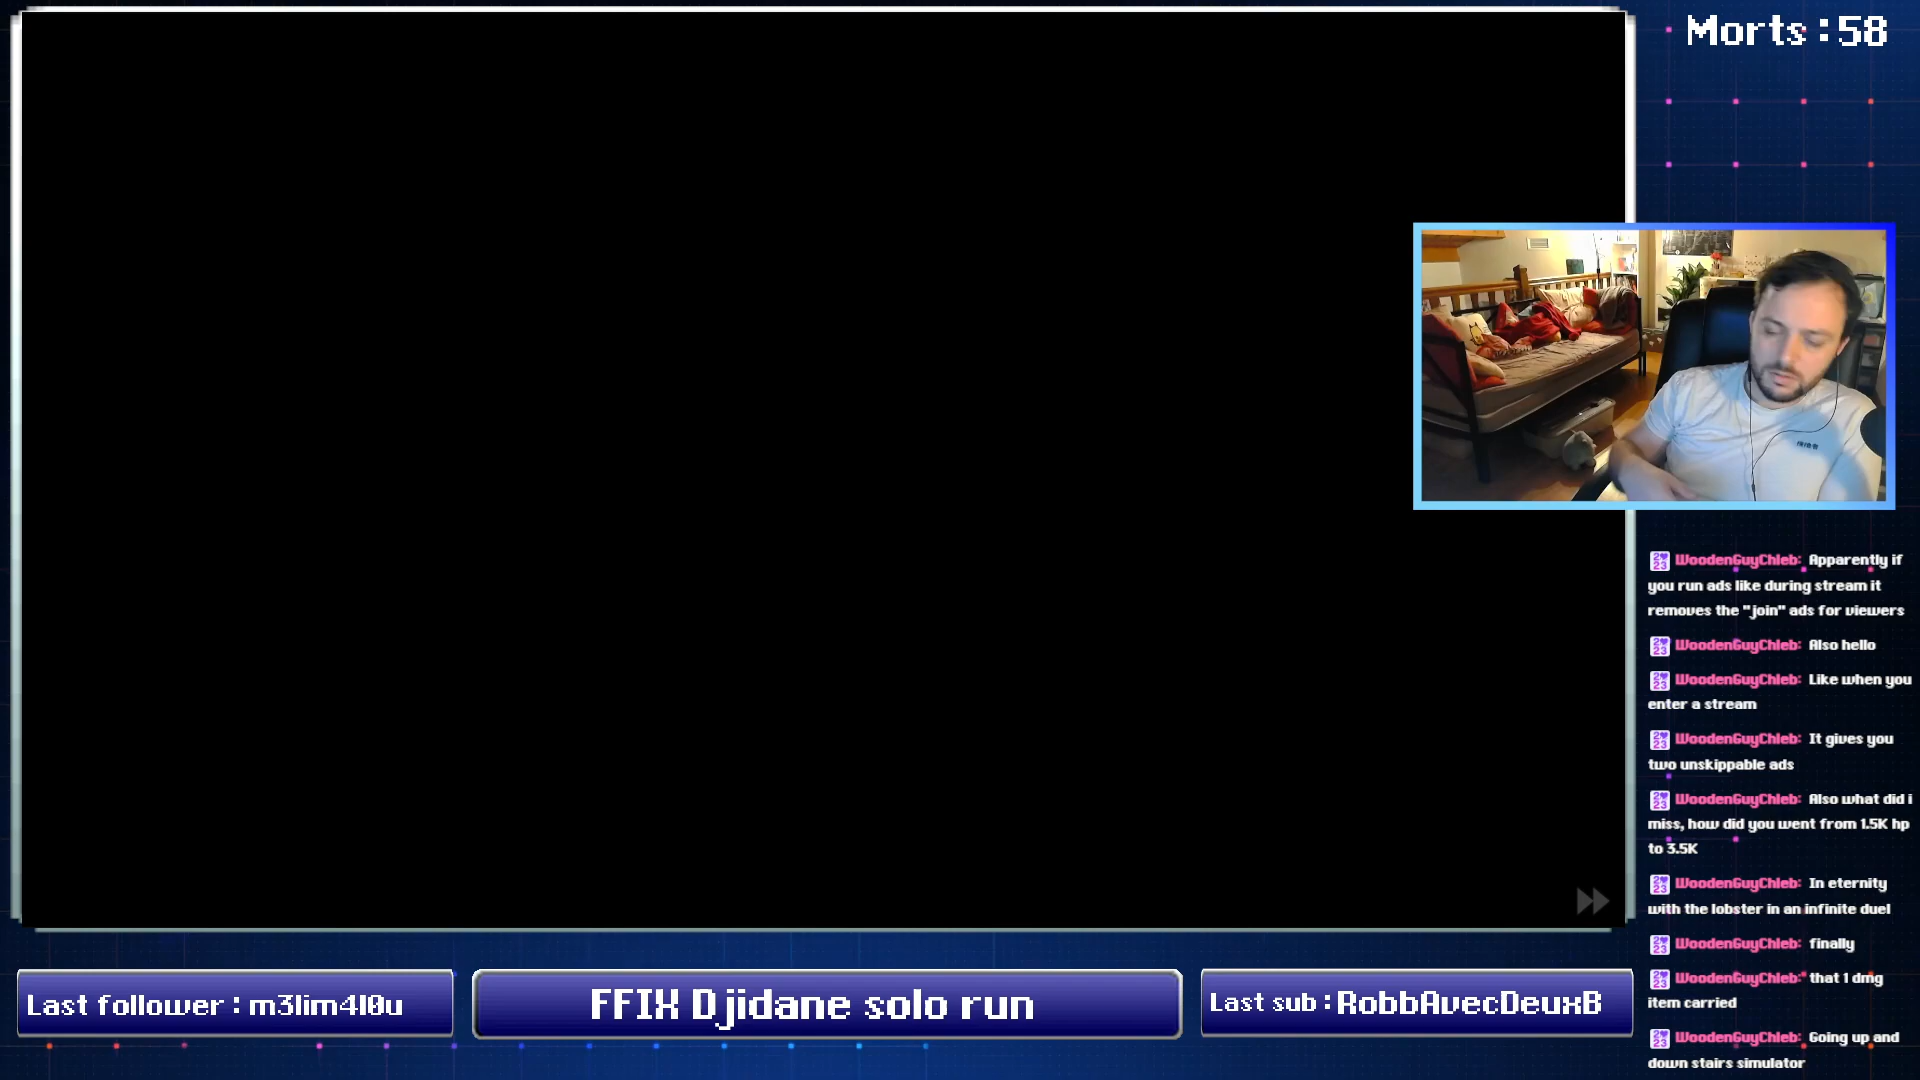 Morts : 58
WoodenGuyChleb: Apparently if
you run ads like during stream it
removes the "join" ads for viewers
WoodenGuyChleb: Also hello
WoodenGuyChleb: Like when you
enter a stream
WoodenGuyChleb: It gives you
two unskippable ads
WoodenGuyChleb: Also what did i
miss, how did you went from 1.5K hp
to 3.5K
WoodenGuyChleb: In eternity
with the lobster in an infinite duel
WoodenGuyChleb: finally
WoodenGuyChleb: that 1 dmg
item carried
WoodenGuyChleb: Going up and
down stairs simulator
Last follower : m3lim4l0u
FFIX Djidane solo run
Last sub : RobbAvecDeuxB